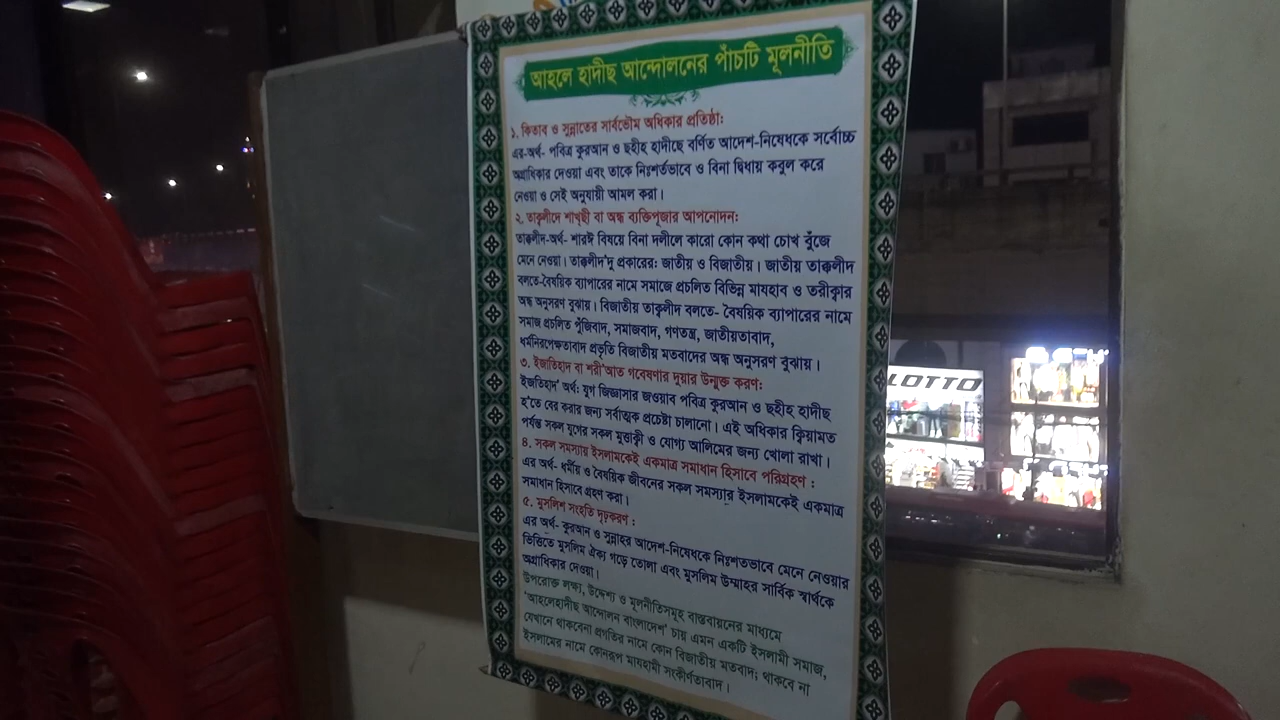 আহলে হাদীছ আন্দোলনের পাঁচটি মূলনীতি
১. কিতাব ও সুন্নাতের সার্বভৌম অধিকার প্রতিষ্ঠা:
এর-অর্থ- পবিত্র কুরআন ও ছহীহ হাদীছে বর্ণিত আদেশ-নিষেধকে সর্বোচ্চ
অগ্রাধিকার দেওয়া এবং তাকে নিঃশর্তভাবে ও বিনা দ্বিধায় কবুল করে
নেওয়া ও সেই অনুযায়ী আমল করা।
২. তাক্বলীদে শাখ্ছী বা অন্ধ ব্যক্তিপূজার আপনোদন:
তাক্কলীদ-অর্থ- শারঈ বিষয়ে বিনা দলীলে কারো কোন কথা চোখ বুঁজে
মেনে নেওয়া। তাক্কলীদ'দু প্রকারের: জাতীয় ও বিজাতীয়। জাতীয় তাক্কলীদ
বলতে-বৈষয়িক ব্যাপারের নামে সমাজে প্রচলিত বিভিন্ন মাযহাব ও তরীক্বার
অন্ধ অনুসরণ বুঝায়। বিজাতীয় তাক্বলীদ বলতে- বৈষয়িক ব্যাপারের নামে
সমাজ প্রচলিত পুঁজিবাদ, সমাজবাদ, গণতন্ত্র, জাতীয়তাবাদ,
ধর্মনিরপেক্ষতাবাদ প্রভৃতি বিজাতীয় মতবাদের অন্ধ অনুসরণ বুঝায়।
৩. ইজাতিহাদ বা শরী'আত গবেষণার দুয়ার উন্মুক্ত করণ:
ইজতিহাদ' অর্থ: যুগ জিজ্ঞাসার জওয়াব পবিত্র কুরআন ও ছহীহ হাদীছ
হ'তে বের করার জন্য সর্বাত্মক প্রচেষ্টা চালানো। এই অধিকার ক্বিয়ামত
পর্যন্ত সকল যুগের সকল মুত্তাক্বী ও যোগ্য আলিমের জন্য খোলা রাখা।
৪. সকল সমস্যায় ইসলামকেই একমাত্র সমাধান হিসাবে পরিগ্রহণ :
এর অর্থ- ধর্মীয় ও বৈষয়িক জীবনের সকল সমস্যার ইসলামকেই একমাত্র
সমাধান হিসাবে গ্রহণ করা।
৫. মুসলিশ সংহতি দৃঢ়করণ :
এর অর্থ- কুরআন ও সুন্নাহর আদেশ-নিষেধকে নিঃশতভাবে মেনে নেওয়ার
ভিত্তিতে মুসলিম ঐক্য গড়ে তোলা এবং মুসলিম উম্মাহর সার্বিক স্বার্থকে
অগ্রাধিকার দেওয়া।
উপরোক্ত লক্ষ্য, উদ্দেশ্য ও মূলনীতিসমূহ বাস্তবায়নের মাধ্যমে
'আহলেহাদীছ আন্দোলন বাংলাদেশ' চায় এমন একটি ইসলামী সমাজ,
যেখানে থাকবেনা প্রগতির নামে কোন বিজাতীয় মতবাদ; থাকবে না
ইসলামের নামে কোনরূপ মাযহামী সংকীর্ণতাবাদ।
LOTTO